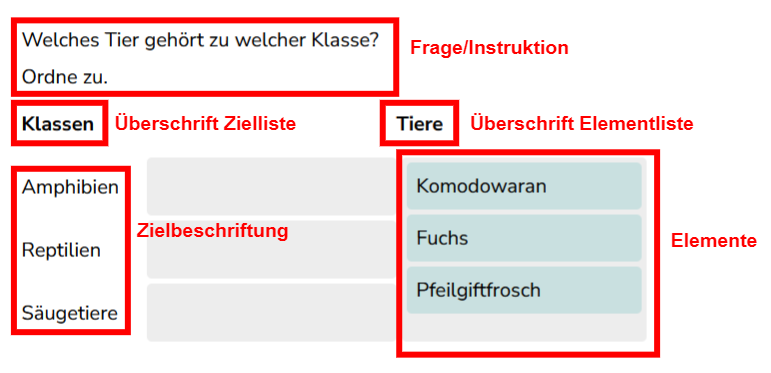 Welches Tier gehört zu welcher Klasse?
Ordne zu.
Frage/Instruktion
Klassen Überschrift Zielliste Tiere Überschrift Elementliste
Amphibien Komodowaran
Zielbeschriftung Fuchs Elemente
Reptilien
Pfeilgiftfrosch
Säugetiere